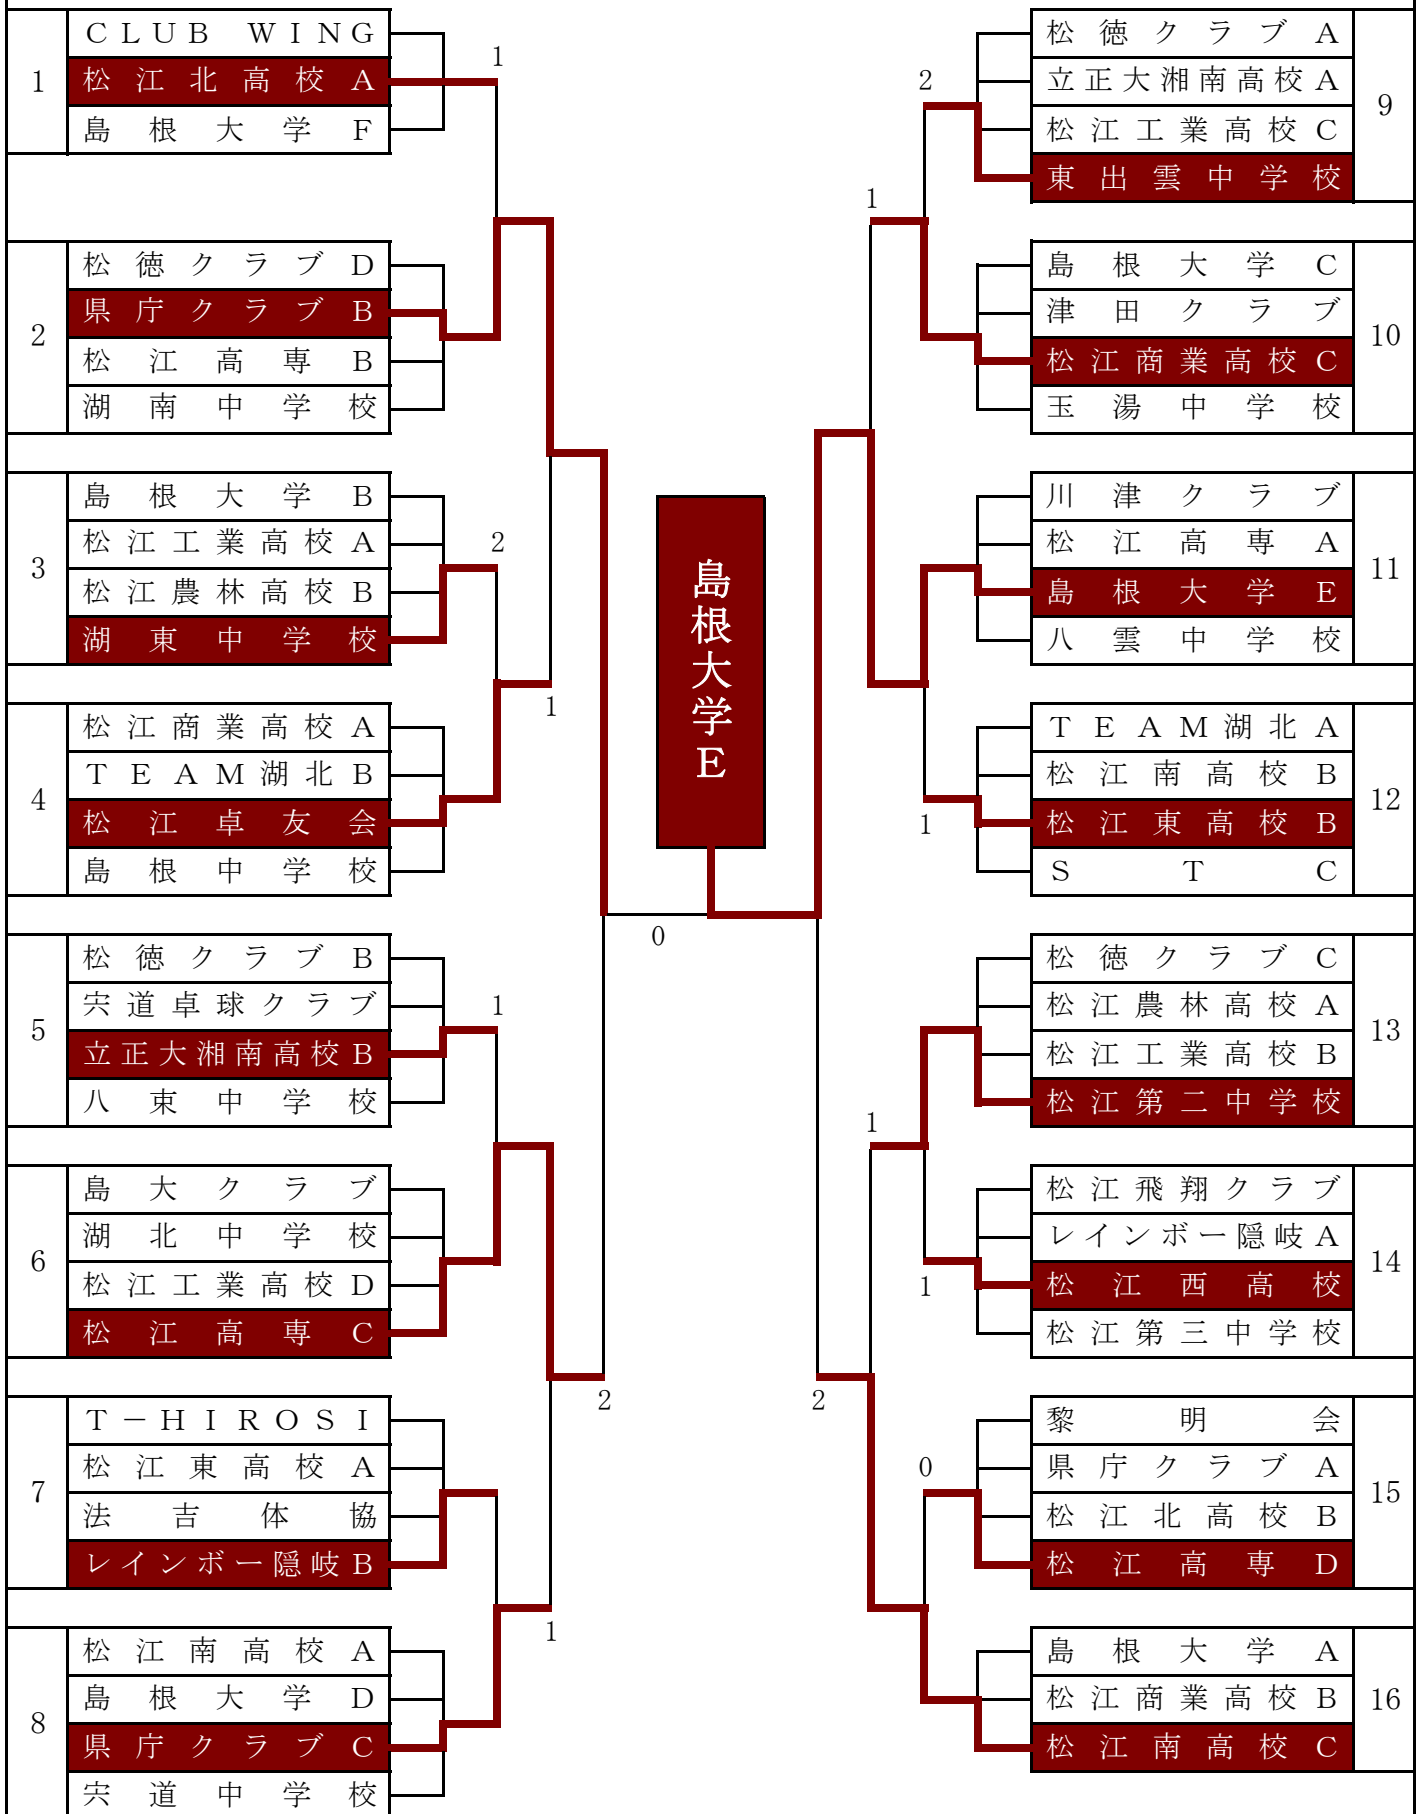 1
CLUB WING
松江北高校A
島根大学F
1
2
松徳クラブD
県庁クラブB
松江高専B
湖南中学校
3
島根大学B
松江工業高校A
松江農林高校B
湖東中学校
2
4
松江商業高校A
TEAM湖北B
松江卓友会
島根中学校
1
5
松徳クラブB
宍道卓球クラブ
立正大湘南高校B
八束中学校
1
6
島大クラブ
湖北中学校
松江工業高校D
松江高専C
2
7
T－HIROSI
松江東高校A
法吉体協
レインボー隠岐B
8
松江南高校A
島根大学D
県庁クラブC
宍道中学校
1
島根大学E
0
9
松徳クラブA
立正大湘南高校A
松江工業高校C
東出雲中学校
2
1
10
島根大学C
津田クラブ
松江商業高校C
玉湯中学校
11
川津クラブ
松江高専A
島根大学E
八雲中学校
12
TEAM湖北A
松江南高校B
松江東高校B
STC
1
13
松徳クラブC
松江農林高校A
松江工業高校B
松江第二中学校
1
14
松江飛翔クラブ
レインボー隠岐A
松江西高校
松江第三中学校
1
2
15
黎明会
県庁クラブA
松江北高校B
松江高専D
0
16
島根大学A
松江商業高校B
松江南高校C